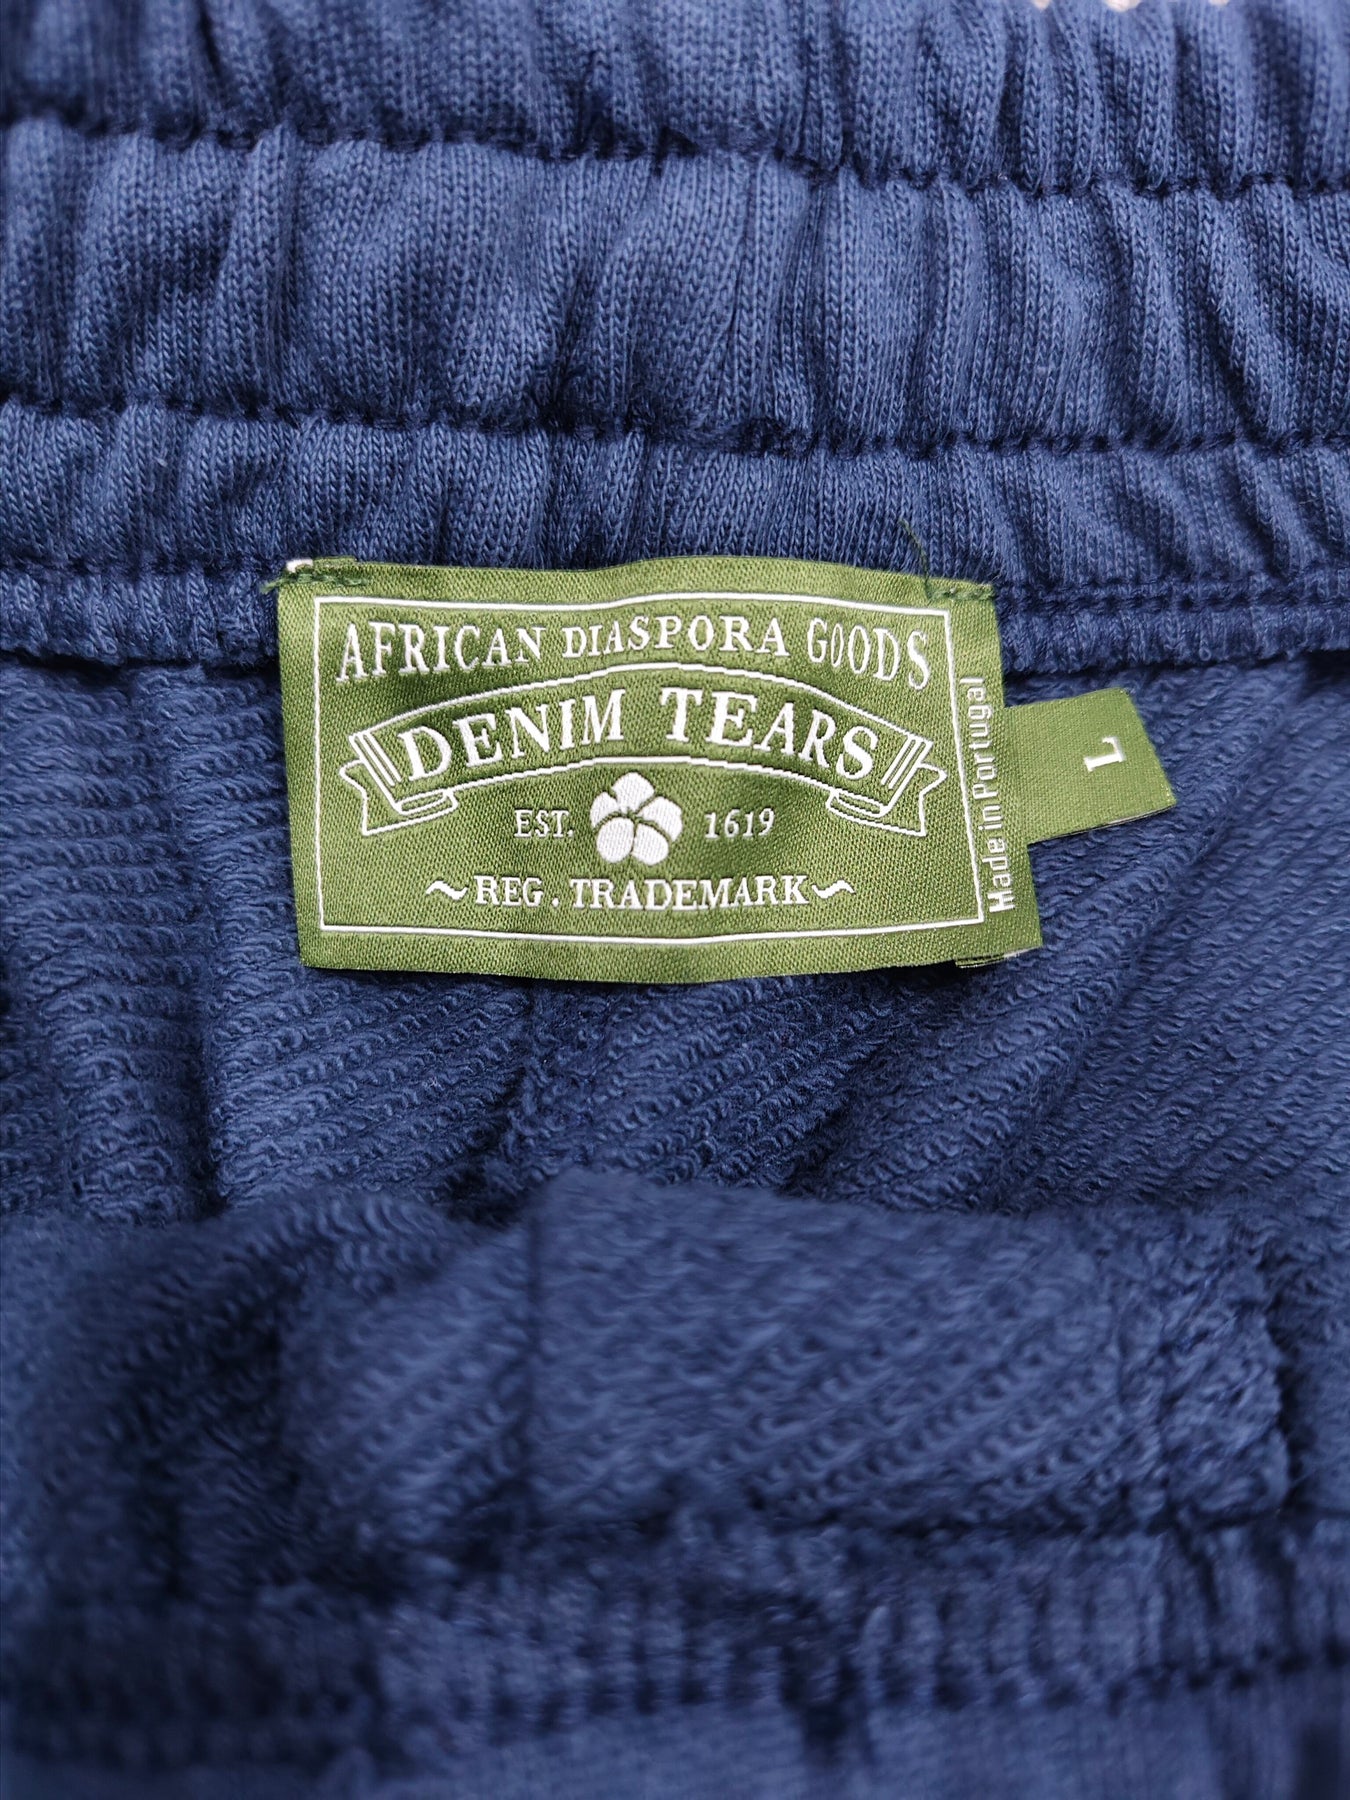 AFRICAN DIASPORA GOODS
DENIM TEARS
EST. 1619
REG. TRADEMARK
Made in Portugal
L